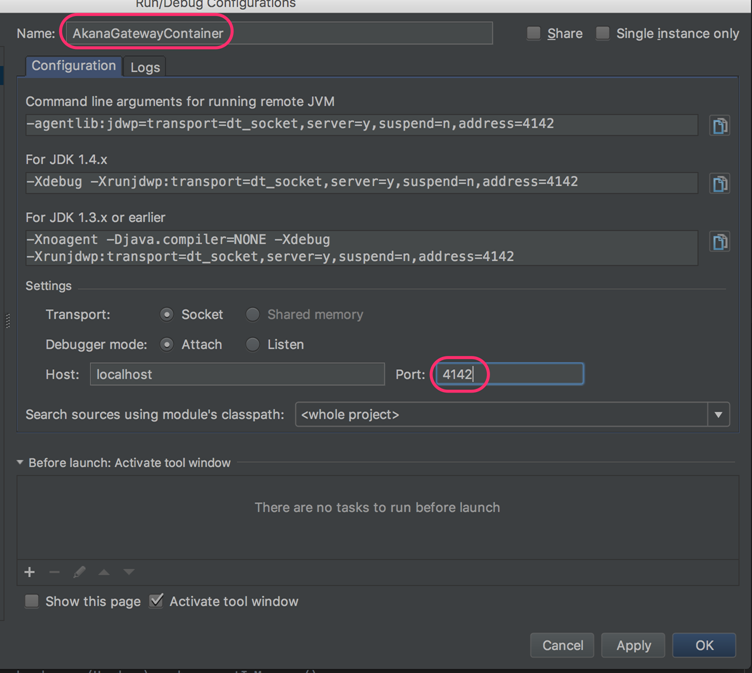 Run/Debug Configurations
Name: AkanaGatewayContainer Share Single instance only
Configuration Logs
Command line arguments for running remote JVM
-agentlib:jdwp=transport=dt_socket,server=y,suspend=n,address=4142
For JDK 1.4.x
-Xdebug -Xrunjdwp:transport=dt_socket,server=y,suspend=n,address=4142
For JDK 1.3.x or earlier
-Xnoagent -Djava.compiler=NONE -Xdebug
-Xrunjdwp:transport=dt_socket,server=y,suspend=n,address=4142
Settings
Transport: Socket Shared memory
Debugger mode: Attach Listen
Host: localhost Port: 4142
Search sources using module's classpath: <whole project>
Before launch: Activate tool window
There are no tasks to run before launch
Show this page Activate tool window
Cancel Apply OK